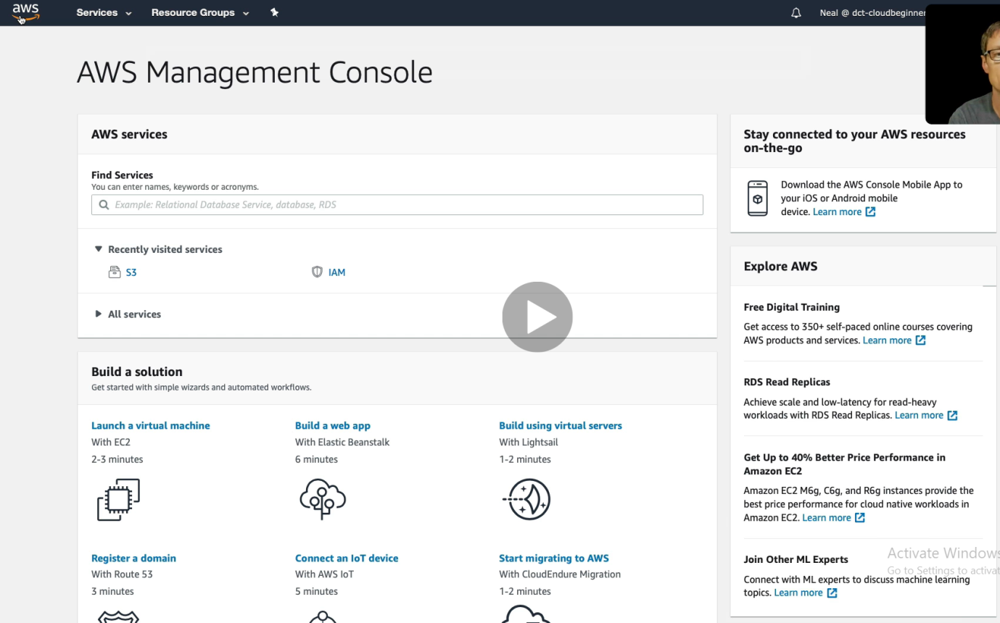 aws
Services
Resource Groups
Neal @ dct-cloudbeginner
AWS Management Console
AWS services
Find Services
You can enter names, keywords or acronyms.
Example: Relational Database Service, database, RDS
Recently visited services
S3
IAM
All services
Build a solution
Get started with simple wizards and automated workflows.
Launch a virtual machine
With EC2
2-3 minutes
Build a web app
With Elastic Beanstalk
6 minutes
Build using virtual servers
With Lightsail
1-2 minutes
Register a domain
With Route 53
3 minutes
Connect an IoT device
With AWS IoT
5 minutes
Start migrating to AWS
With CloudEndure Migration
1-2 minutes
Stay connected to your AWS resources
on-the-go
Download the AWS Console Mobile App to
your iOS or Android mobile
device. Learn more
Explore AWS
Free Digital Training
Get access to 350+ self-paced online courses covering
AWS products and services. Learn more
RDS Read Replicas
Achieve scale and low-latency for read-heavy
workloads with RDS Read Replicas. Learn more
Get Up to 40% Better Price Performance in
Amazon EC2
Amazon EC2 M6g, C6g, and R6g instances provide the
best price performance for cloud native workloads in
Amazon EC2. Learn more
Join Other ML Experts
Connect with ML experts to discuss machine learning
topics. Learn more
Activate Windows
Go to Settings to activat